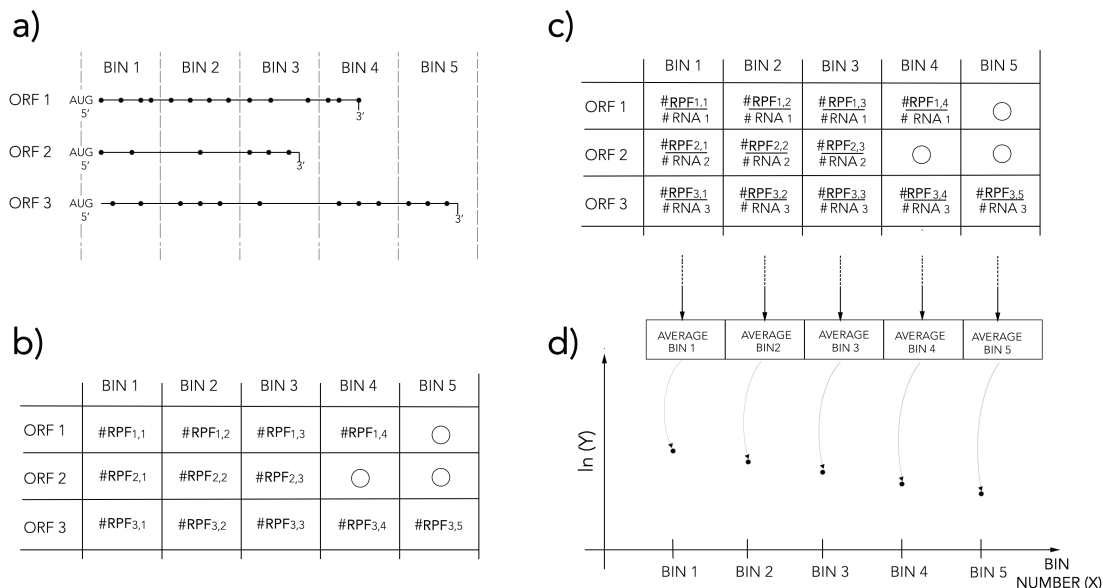 a)
BIN 1 BIN 2 BIN 3 BIN 4 BIN 5
ORF 1 AUG 5' 3'
ORF 2 AUG 5' 3'
ORF 3 AUG 5' 3'
b)
BIN 1 BIN 2 BIN 3 BIN 4 BIN 5
ORF 1 #RPF1,1 #RPF1,2 #RPF1,3 #RPF1,4
ORF 2 #RPF2,1 #RPF2,2 #RPF2,3
ORF 3 #RPF3,1 #RPF3,2 #RPF3,3 #RPF3,4 #RPF3,5
c)
BIN 1 BIN 2 BIN 3 BIN 4 BIN 5
ORF 1
#RPF1,1 #RPF1,2 #RPF1,3 #RPF1,4
# RNA 1 # RNA 1 # RNA 1 # RNA 1
ORF 2
#RPF2,1 #RPF2,2 #RPF2,3
# RNA 2 # RNA 2 # RNA 2
ORF 3
#RPF3,1 #RPF3,2 #RPF3,3 #RPF3,4 #RPF3,5
# RNA 3 # RNA 3 # RNA 3 # RNA 3 # RNA 3
d)
AVERAGE AVERAGE AVERAGE AVERAGE AVERAGE
BIN 1 BIN2 BIN 3 BIN 4 BIN 5
ln (Y)
BIN 1 BIN 2 BIN 3 BIN 4 BIN 5
BIN
NUMBER (X)